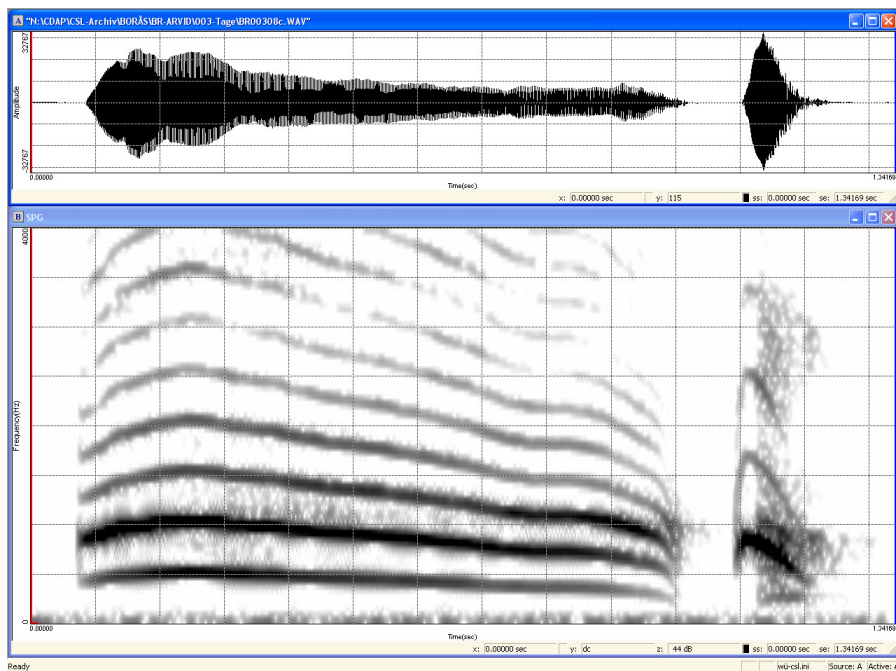 A "N:\CDAP\CSL-Archiv\BORÅS\BR-ARVID\003-Tage\BR00308c.WAV"
32767
Amplitude
-32767
0.00000
1.34169
Time(sec)
x: 0.00000 sec y: 115 ss: 0.00000 sec se: 1.34169 sec
B SPG
4000
Frequency(Hz)
0
0.00000
1.34169
Time(sec)
x: 0.00000 sec y: dc z: 44 dB ss: 0.00000 sec se: 1.34169 sec
Ready wü-csl.ini Source: A Active: